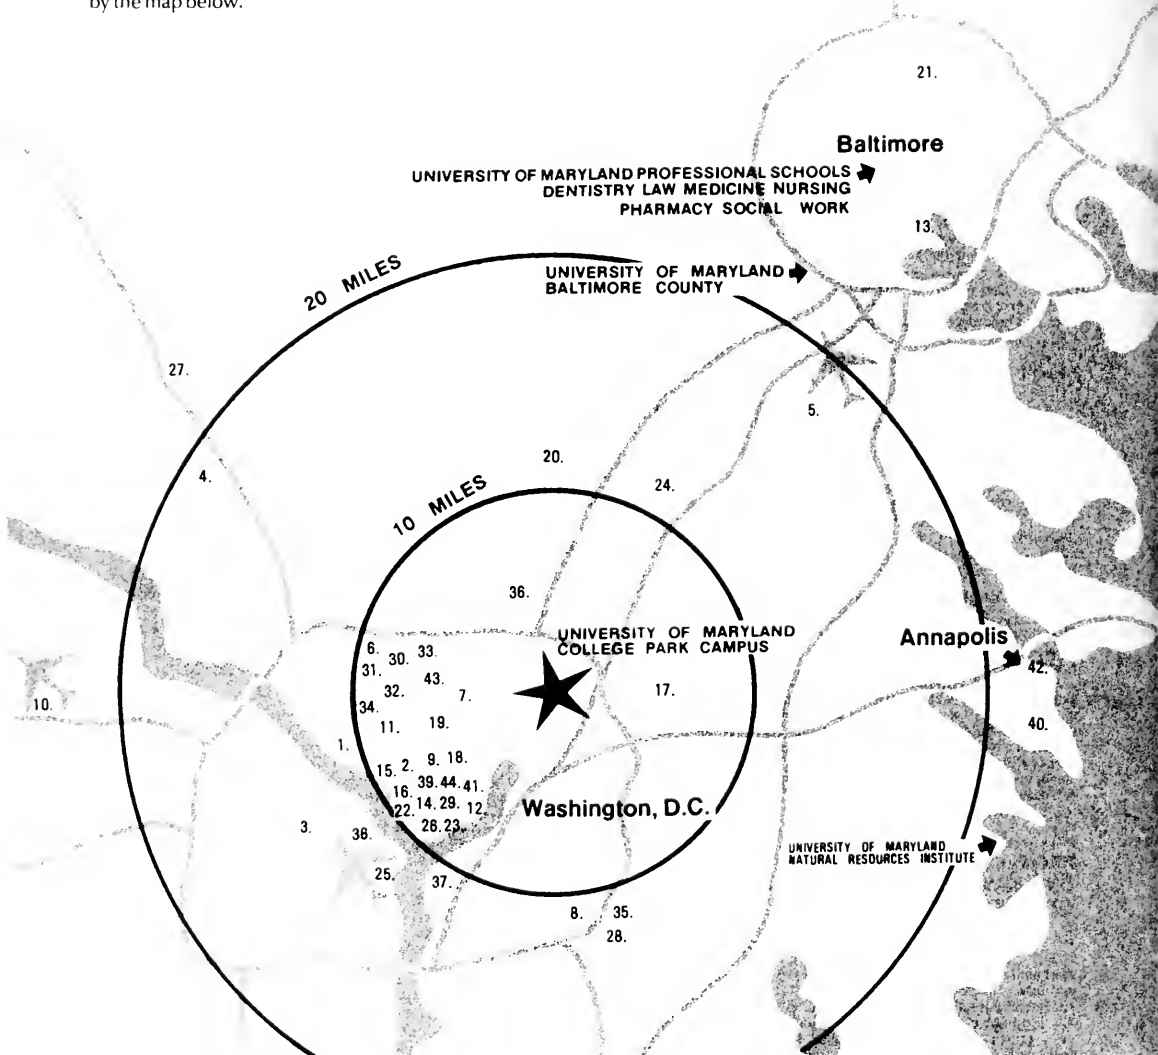 by the map below.
21.
Baltimore
UNIVERSITY OF MARYLAND PROFESSIONAL SCHOOLS
DENTISTRY LAW MEDICINE NURSING
PHARMACY SOCIAL WORK
13.
20 MILES
UNIVERSITY OF MARYLAND
BALTIMORE COUNTY
27.
5.
4.
20.
24.
10 MILES
36.
UNIVERSITY OF MARYLAND
COLLEGE PARK CAMPUS
Annapolis
6.
33.
30.
31.
42.
43.
32.
7.
17.
10.
34.
11.
19.
40.
1.
9.
18.
15.
2.
39.
44.
41.
16.
14.
29.
12.
22.
Washington, D.C.
26.
23.
3.
38.
UNIVERSITY OF MARYLAND
NATURAL RESOURCES INSTITUTE
25.
37.
8.
35.
28.